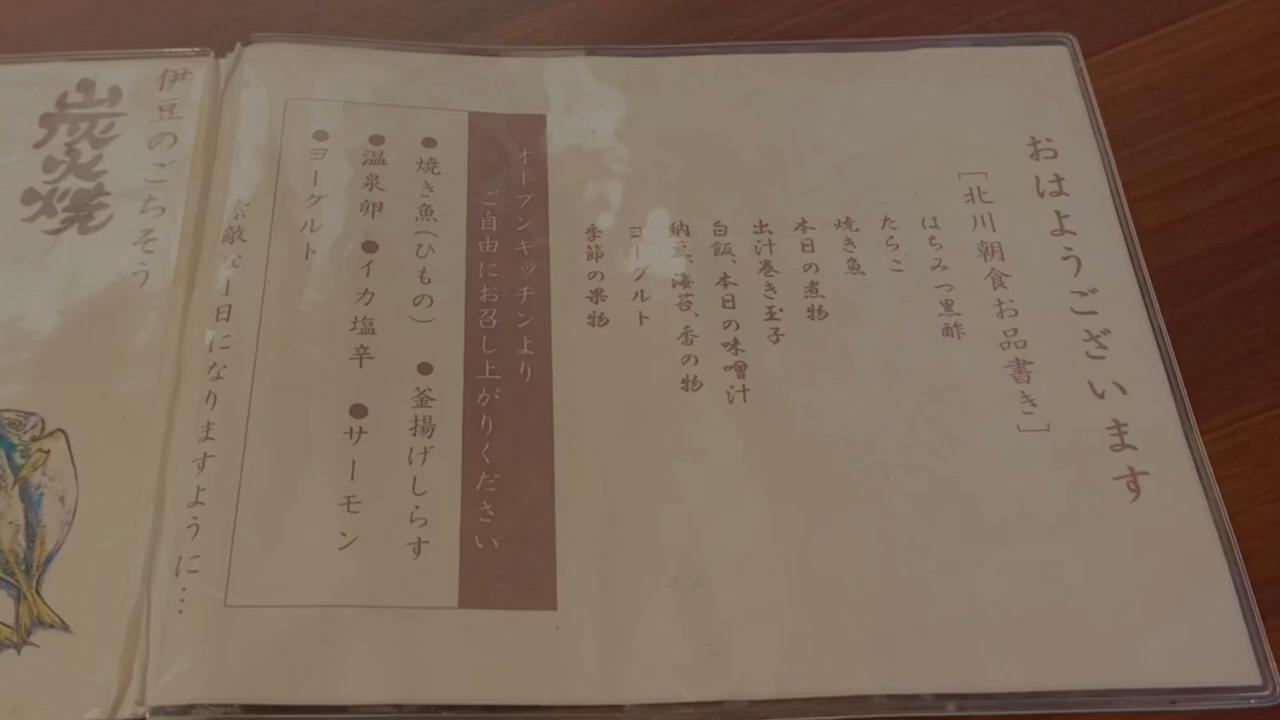 おはようございます
[北川朝食お品書き]
はちみつ黒酢
たらこ
焼き魚
本日の煮物
出汁巻き玉子
白飯、本日の味噌汁
納豆、海苔、香の物
ヨーグルト
季節の果物
オープンキッチンより
ご自由にお召し上がりください
●焼き魚(ひもの) ●釜揚げしらす
●温泉卵 ●イカ塩辛 ●サーモン
●ヨーグルト
素敵な1日になりますように…
伊豆のごちそう
炭火焼